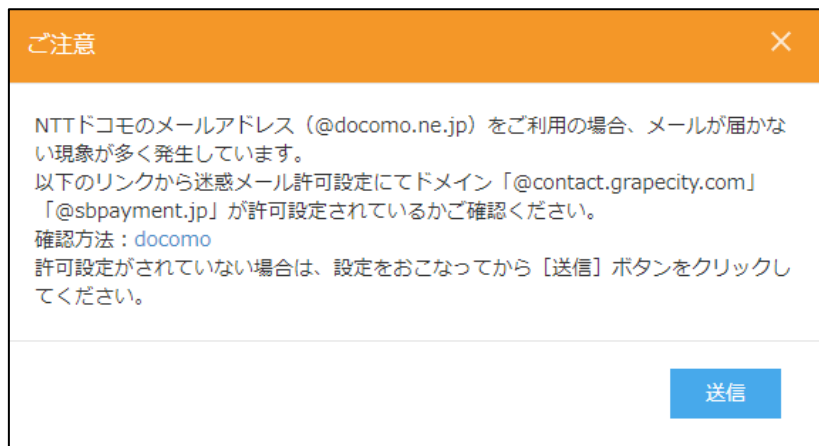 ご注意
NTTドコモのメールアドレス（@docomo.ne.jp）をご利用の場合、メールが届かな
い現象が多く発生しています。
以下のリンクから迷惑メール許可設定にてドメイン「@contact.grapecity.com」
「@sbpayment.jp」が許可設定されているかご確認ください。
確認方法：docomo
許可設定がされていない場合は、設定をおこなってから［送信］ボタンをクリックし
てください。
送信